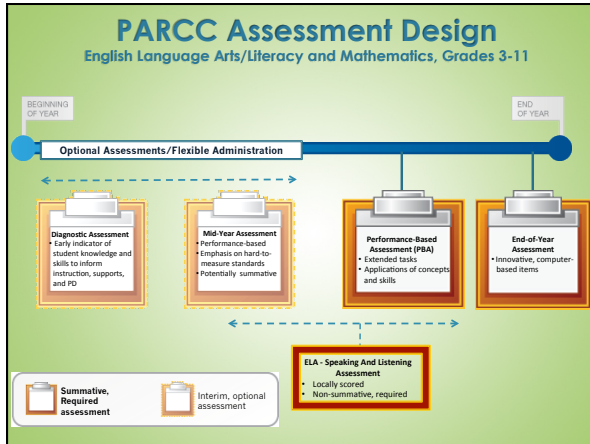 PARCC Assessment Design
English Language Arts/Literacy and Mathematics, Grades 3-11
BEGINNING
OF YEAR
END
OF YEAR
Optional Assessments/Flexible Administration
Diagnostic Assessment
• Early indicator of
student knowledge and
skills to inform
instruction, supports,
and PD
Mid-Year Assessment
• Performance-based
• Emphasis on hard-to-
measure standards
• Potentially summative
Performance-Based
Assessment (PBA)
• Extended tasks
• Applications of concepts
and skills
End-of-Year
Assessment
• Innovative, computer-
based items
ELA - Speaking And Listening
Assessment
• Locally scored
• Non-summative, required
Summative,
Required
assessment
Interim, optional
assessment